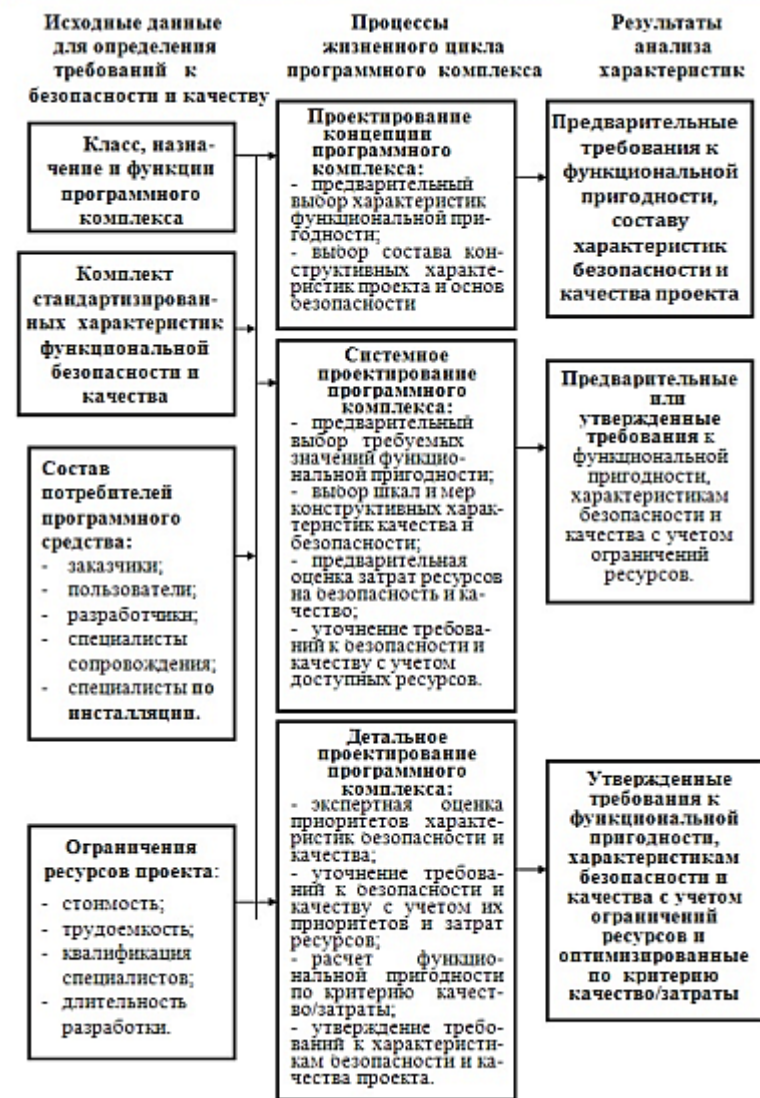 Исходные данные
для определения
требований к
безопасности и качеству
Класс, назна-
чение и функции
программного
комплекса
Комплект
стандартизирован-
ных характеристик
функциональной
безопасности и
качества
Состав
потребителей
программного
средства:
- заказчики;
- пользователи;
- разработчики;
- специалисты
сопровождения;
- специалисты по
инсталляции.
Ограничения
ресурсов проекта:
- стоимость;
- трудоемкость;
- квалификация
специалистов;
- длительность
разработки.
Процессы
жизненного цикла
программного комплекса
Проектирование
концепции
программного
комплекса:
- предварительный
выбор характеристик
функциональной при-
годности;
- выбор состава кон-
структивных характе-
ристик проекта и основ
безопасности
Системное
проектирование
программного
комплекса:
- предварительный
выбор требуемых
значений функцио-
нальной пригодности;
- выбор шкал и мер
конструктивных харак-
теристик качества и
безопасности;
- предварительная
оценка затрат ресурсов
на безопасность и ка-
чество;
- уточнение требова-
ний к безопасности и
качеству с учетом
доступных ресурсов.
Детальное
проектирование
программного
комплекса:
- экспертная оценка
приоритетов характе-
ристик безопасности и
качества;
- уточнение требова-
ний к безопасности и
качеству с учетом их
приоритетов и затрат
ресурсов;
- расчет функцио-
нальной пригодности
по критерию качест-
во/затраты;
- утверждение требо-
ваний к характеристи-
кам безопасности и ка-
чества проекта.
Результаты
анализа
характеристик
Предварительные
требования к
функциональной
пригодности,
составу
характеристик
безопасности и
качества проекта
Предварительные
или
утвержденные
требования к
функциональной
пригодности,
характеристикам
безопасности и
качества с учетом
ограничений
ресурсов.
Утвержденные
требования к
функциональной
пригодности,
характеристикам
безопасности и
качества с учетом
ограничений
ресурсов и
оптимизированные
по критерию
качество/затраты